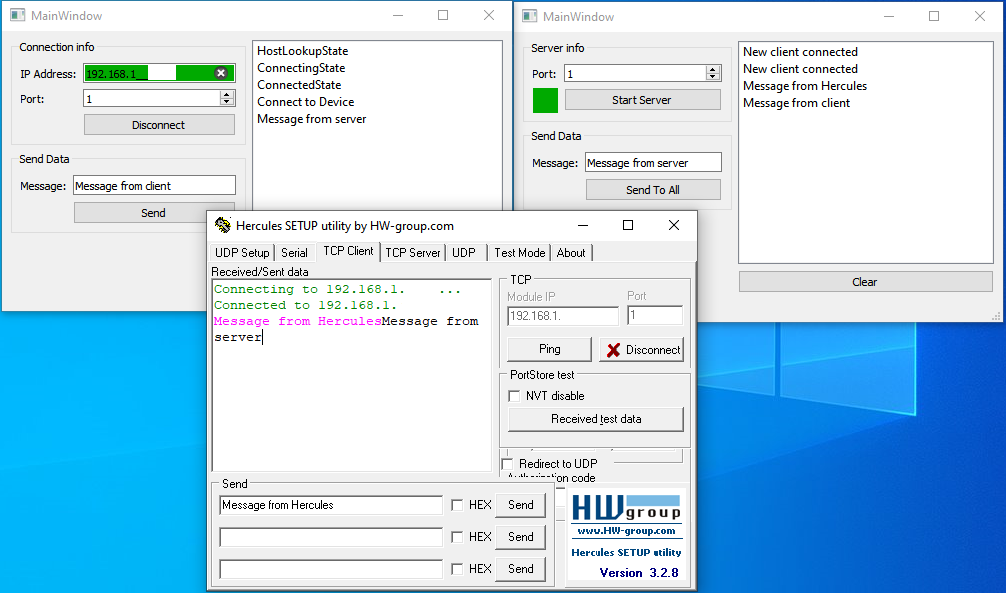 MainWindow
Connection info
IP Address: 192.168.1__
Port: 1
Disconnect
Send Data
Message: Message from client
Send
HostLookupState
ConnectingState
ConnectedState
Connect to Device
Message from server
MainWindow
Server info
Port: 1
Start Server
Send Data
Message: Message from server
Send To All
New client connected
New client connected
Message from Hercules
Message from client
Clear
Hercules SETUP utility by HW-group.com
UDP Setup Serial TCP Client TCP Server UDP Test Mode About
Received/Sent data
Connecting to 192.168.1. ...
Connected to 192.168.1.
Message from HerculesMessage from
server
TCP
Module IP Port
192.168.1. 1
Ping Disconnect
PortStore test
NVT disable
Received test data
Redirect to UDP
Authorization code
Send
Message from Hercules HEX Send
HEX Send
HEX Send
HWgroup
www.HW-group.com
Hercules SETUP utility
Version 3.2.8